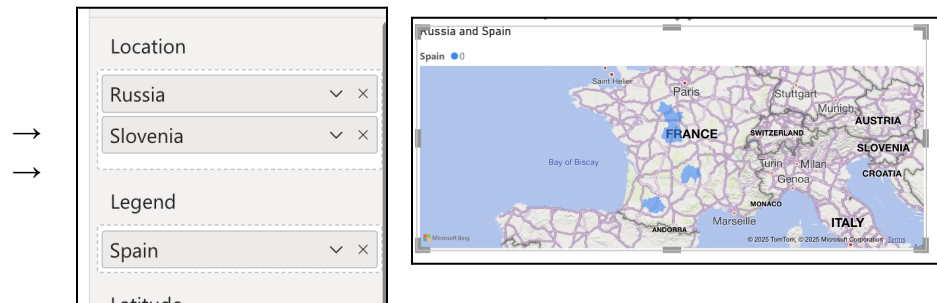 →
→
Location
Russia
Slovenia
Legend
Spain
Latitude
Russia and Spain
Spain 0
Saint Helier
Paris
Stuttgart
Munich
AUSTRIA
FRANCE
SWITZERLAND
SLOVENIA
Bay of Biscay
Turin
Milan
CROATIA
Genoa
MONACO
Marseille
ITALY
ANDORRA
Microsoft Bing
© 2025 TomTom, © 2025 Microsoft Corporation Terms